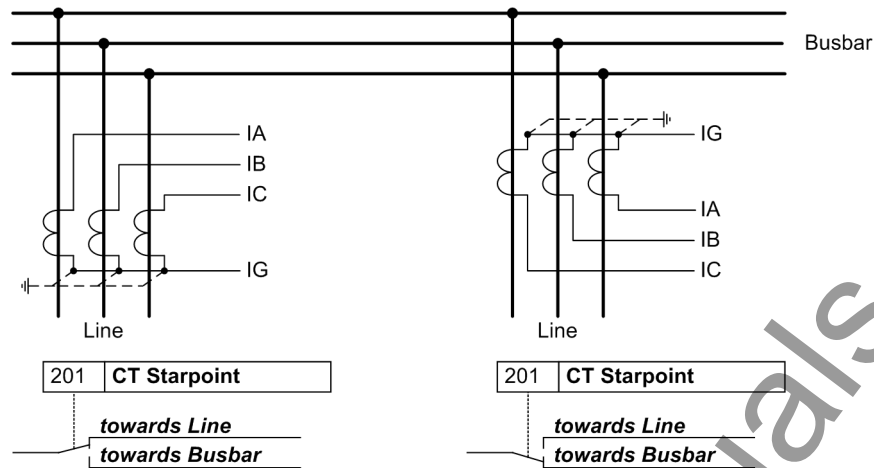 Busbar
IA
IB
IC
IG
Line
201 CT Starpoint
towards Line
towards Busbar
IG
IA
IB
IC
Line
201 CT Starpoint
towards Line
towards Busbar
uals